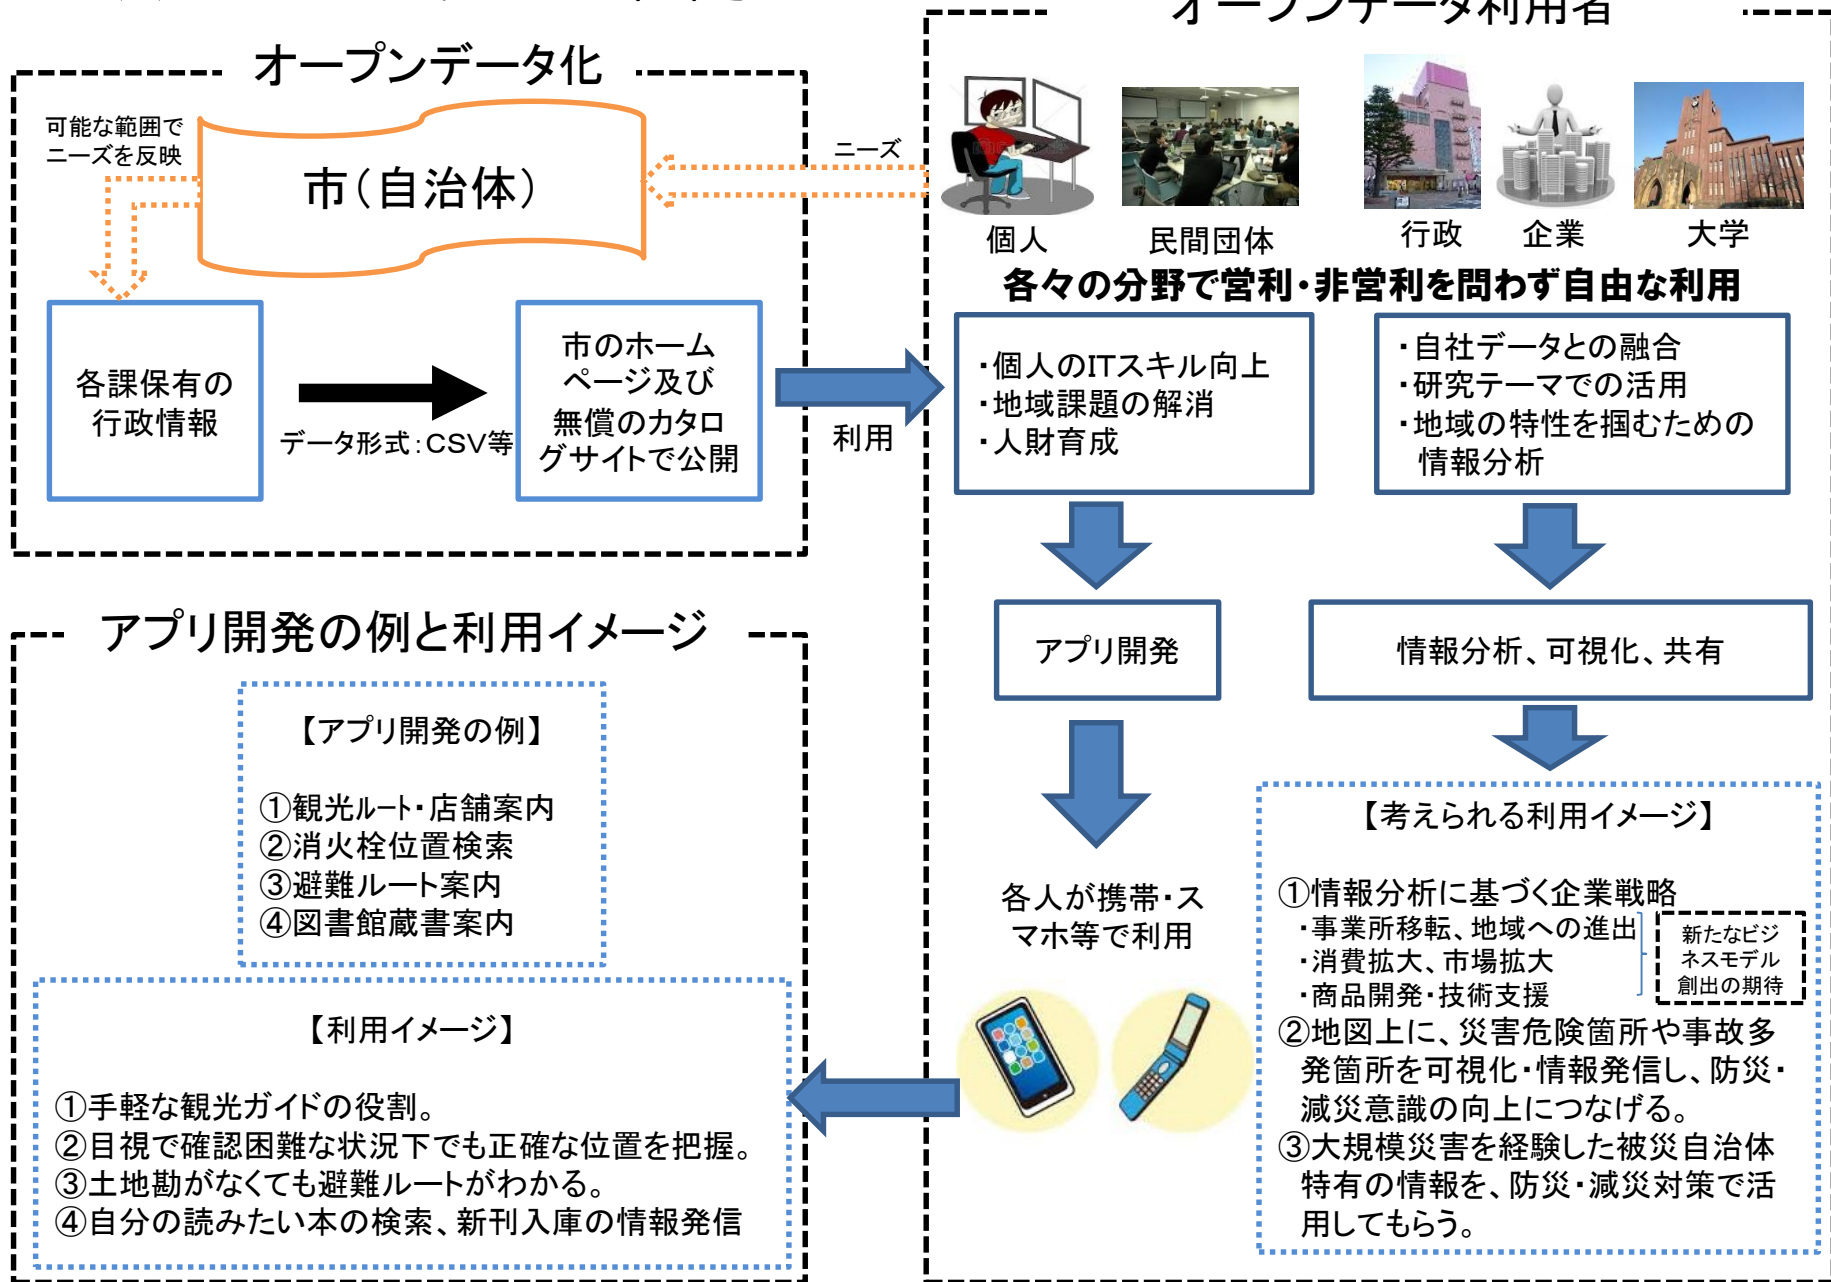 オープンデータ化
可能な範囲で
ニーズを反映
市（自治体）
ニーズ
各課保有の
行政情報
データ形式：CSV等
市のホーム
ページ及び
無償のカタロ
グサイトで公開
利用
オープンデータ利用者
個人
民間団体
行政
企業
大学
各々の分野で営利・非営利を問わず自由な利用
・個人のITスキル向上
・地域課題の解消
・人財育成
・自社データとの融合
・研究テーマでの活用
・地域の特性を掴むための
情報分析
アプリ開発
情報分析、可視化、共有
各人が携帯・ス
マホ等で利用
【考えられる利用イメージ】
①情報分析に基づく企業戦略
・事業所移転、地域への進出
・消費拡大、市場拡大
・商品開発・技術支援
新たなビジ
ネスモデル
創出の期待
②地図上に、災害危険箇所や事故多
発箇所を可視化・情報発信し、防災・
減災意識の向上につなげる。
③大規模災害を経験した被災自治体
特有の情報を、防災・減災対策で活
用してもらう。
アプリ開発の例と利用イメージ
【アプリ開発の例】
①観光ルート・店舗案内
②消火栓位置検索
③避難ルート案内
④図書館蔵書案内
【利用イメージ】
①手軽な観光ガイドの役割。
②目視で確認困難な状況下でも正確な位置を把握。
③土地勘がなくても避難ルートがわかる。
④自分の読みたい本の検索、新刊入庫の情報発信